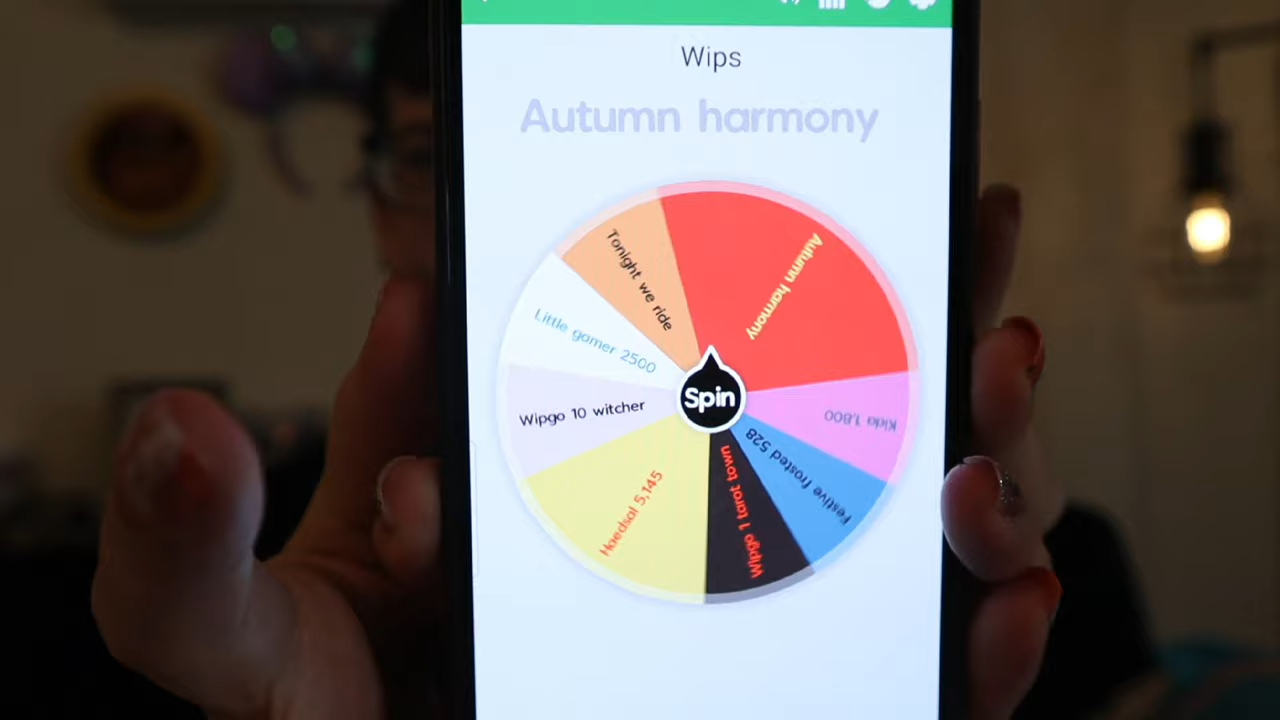 Wips
Autumn harmony
Autumn harmony
Kida 1,800
Festive frosted 528
Wipgo 1 tarot town
Haedsal 5,145
Wipgo 10 witcher
Little gamer 2500
Tonight we ride
Spin